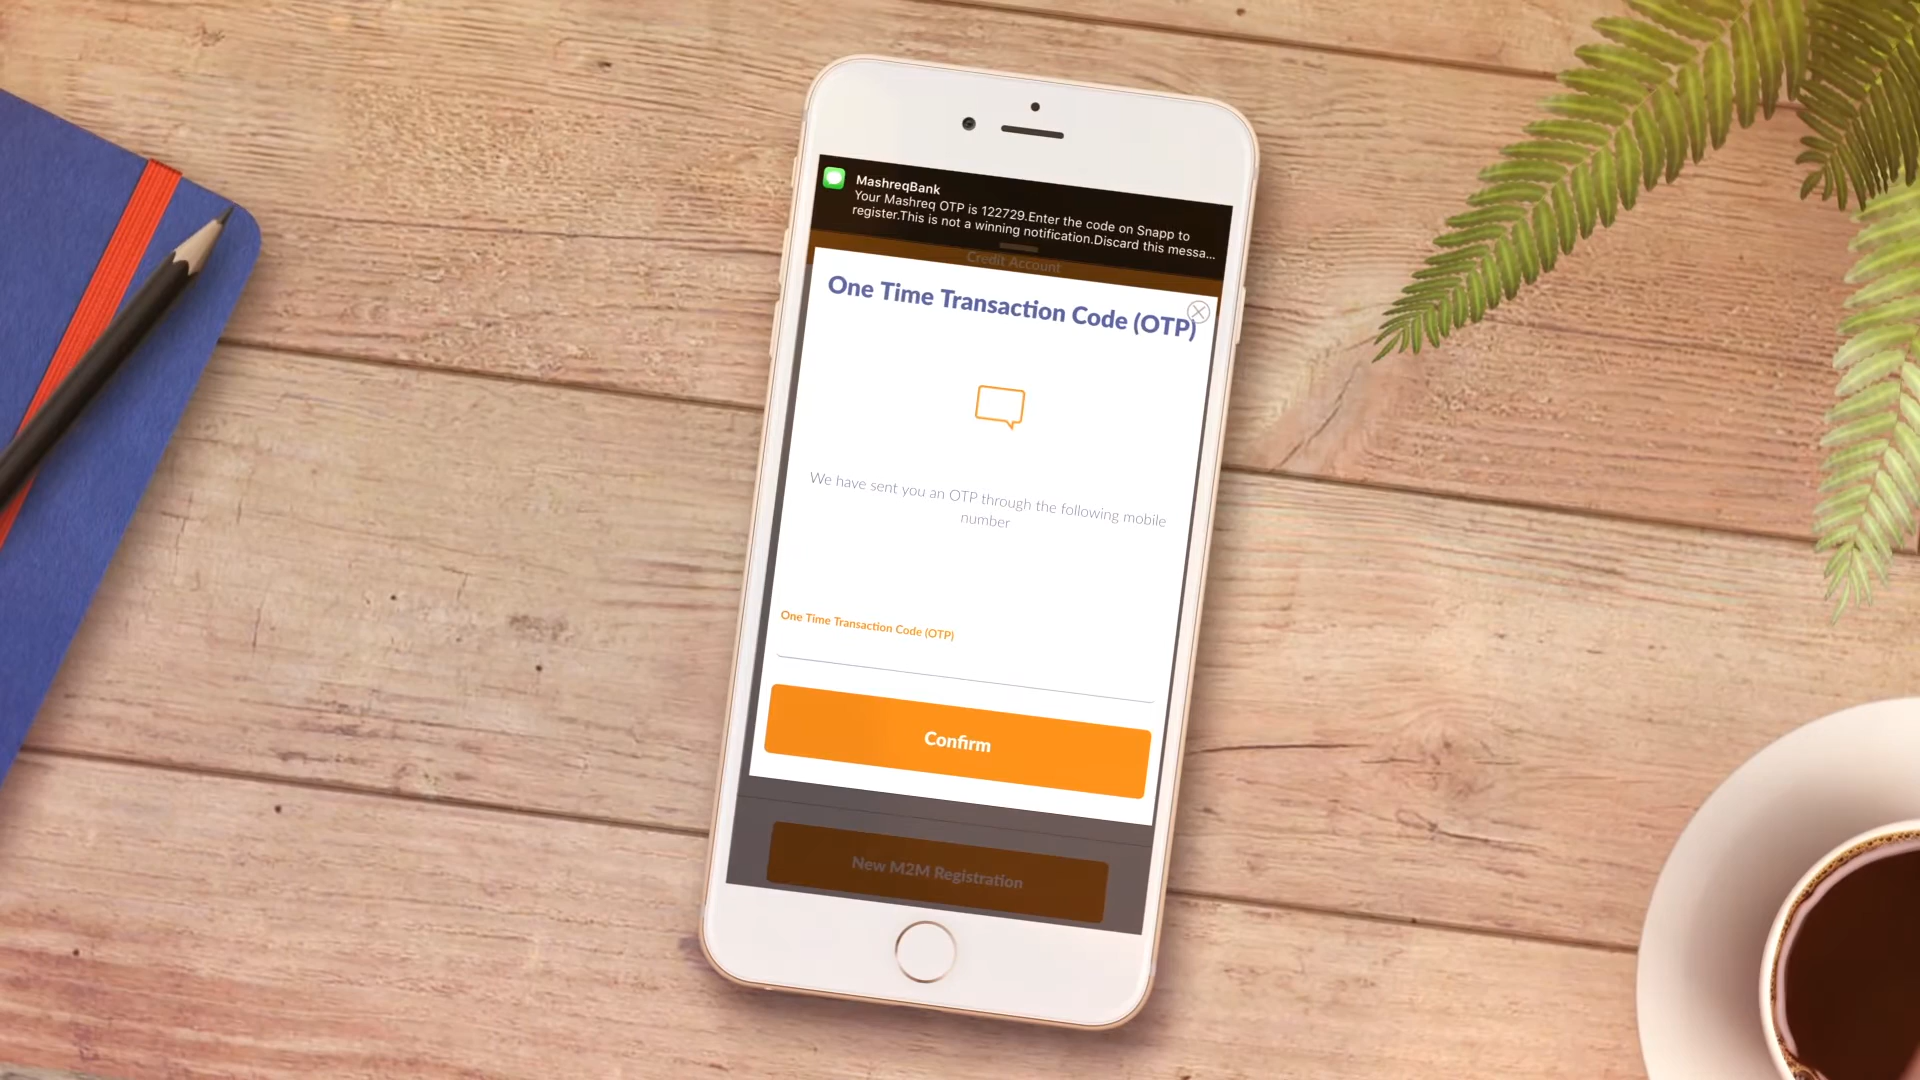 MashreqBank
Your Mashreq OTP is 122729.Enter the code on Snapp to
register.This is not a winning notification.Discard this messa...
Credit Account
One Time Transaction Code (OTP)
We have sent you an OTP through the following mobile
number
One Time Transaction Code (OTP)
Confirm
New M2M Registration